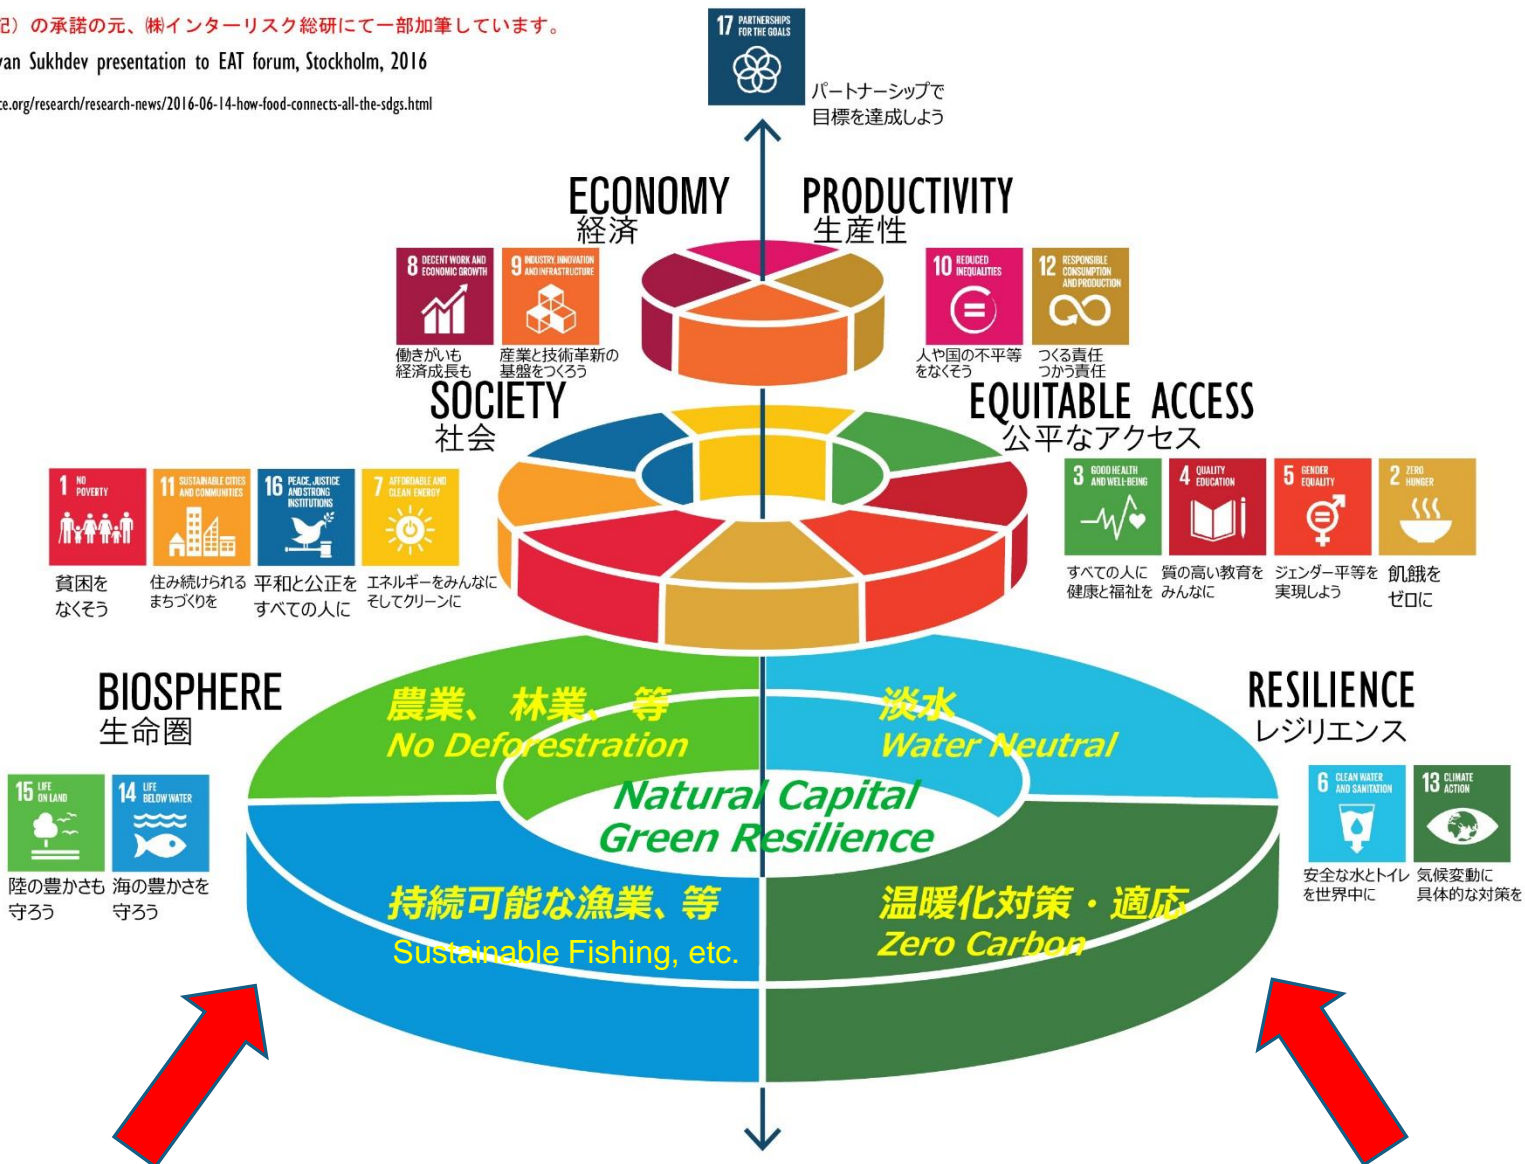 記）の承諾の元、㈱インターリスク総研にて一部加筆しています。
van Sukhdev presentation to EAT forum, Stockholm, 2016
ce.org/research/research-news/2016-06-14-how-food-connects-all-the-sdgs.html
17 PARTNERSHIPS
FOR THE GOALS
パートナーシップで
目標を達成しよう
ECONOMY
経済
PRODUCTIVITY
生産性
8 DECENT WORK AND
ECONOMIC GROWTH
働きがいも
経済成長も
9 INDUSTRY, INNOVATION
AND INFRASTRUCTURE
産業と技術革新の
基盤をつくろう
10 REDUCED
INEQUALITIES
人や国の不平等
をなくそう
12 RESPONSIBLE
CONSUMPTION
AND PRODUCTION
つくる責任
つかう責任
SOCIETY
社会
EQUITABLE ACCESS
公平なアクセス
1 NO
POVERTY
貧困を
なくそう
11 SUSTAINABLE CITIES
AND COMMUNITIES
住み続けられる
まちづくりを
16 PEACE, JUSTICE
AND STRONG
INSTITUTIONS
平和と公正を
すべての人に
7 AFFORDABLE AND
CLEAN ENERGY
エネルギーをみんなに
そしてクリーンに
3 GOOD HEALTH
AND WELL-BEING
すべての人に
健康と福祉を
4 QUALITY
EDUCATION
質の高い教育を
みんなに
5 GENDER
EQUALITY
ジェンダー平等を
実現しよう
2 ZERO
HUNGER
飢餓を
ゼロに
BIOSPHERE
生命圏
RESILIENCE
レジリエンス
農業、林業、等
No Deforestration
淡水
Water Neutral
Natural Capital
Green Resilience
持続可能な漁業、等
Sustainable Fishing, etc.
温暖化対策・適応
Zero Carbon
15 LIFE
ON LAND
陸の豊かさも
守ろう
14 LIFE
BELOW WATER
海の豊かさを
守ろう
6 CLEAN WATER
AND SANITATION
安全な水とトイレ
を世界中に
13 CLIMATE
ACTION
気候変動に
具体的な対策を